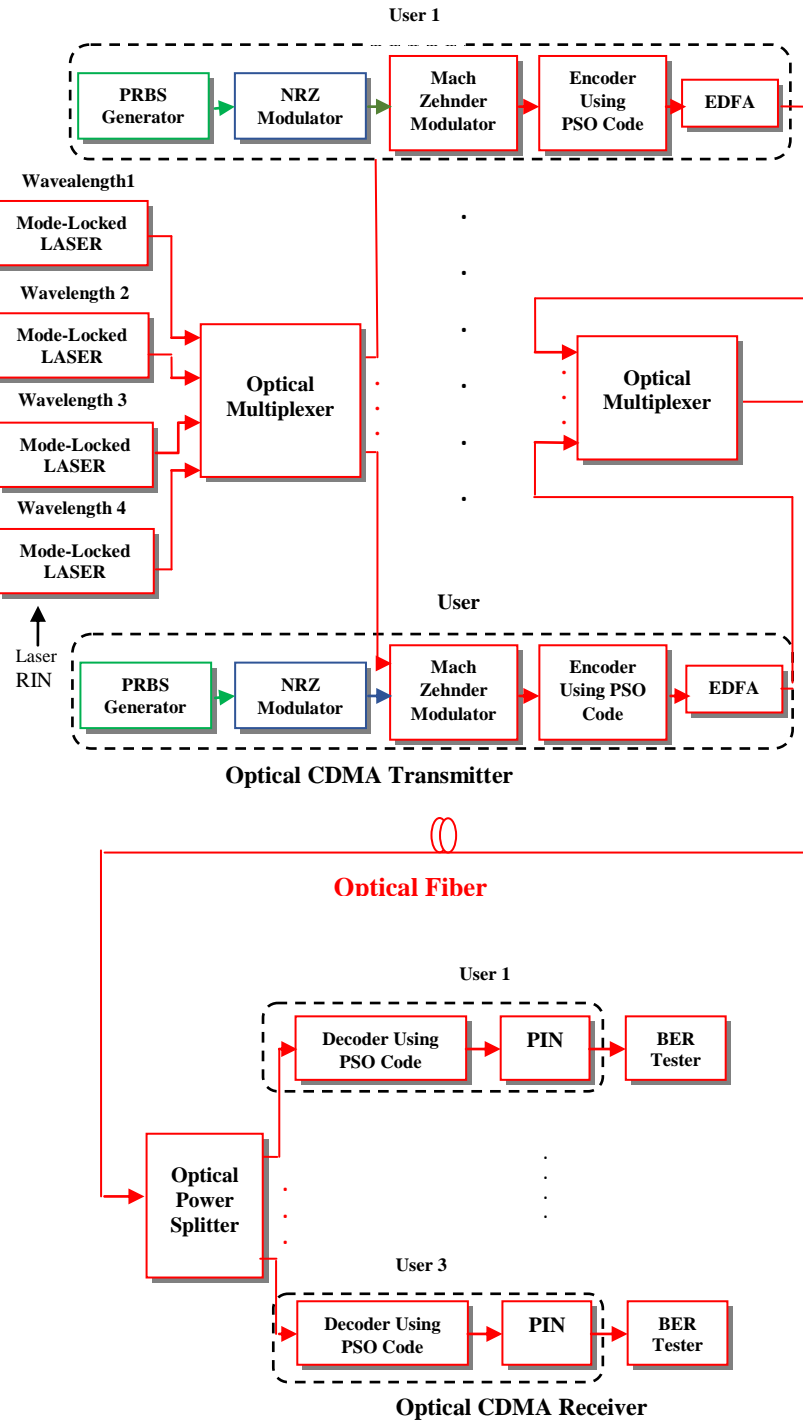 User 1
PRBS
Generator
NRZ
Modulator
Mach
Zehnder
Modulator
Encoder
Using
PSO Code
EDFA
Wavealength1
Mode-Locked
LASER
Wavelength 2
Mode-Locked
LASER
Wavelength 3
Mode-Locked
LASER
Wavelength 4
Mode-Locked
LASER
Optical
Multiplexer
Optical
Multiplexer
Laser
RIN
User
PRBS
Generator
NRZ
Modulator
Mach
Zehnder
Modulator
Encoder
Using PSO
Code
EDFA
Optical CDMA Transmitter
Optical Fiber
User 1
Decoder Using
PSO Code
PIN
BER
Tester
Optical
Power
Splitter
User 3
Decoder Using
PSO Code
PIN
BER
Tester
Optical CDMA Receiver